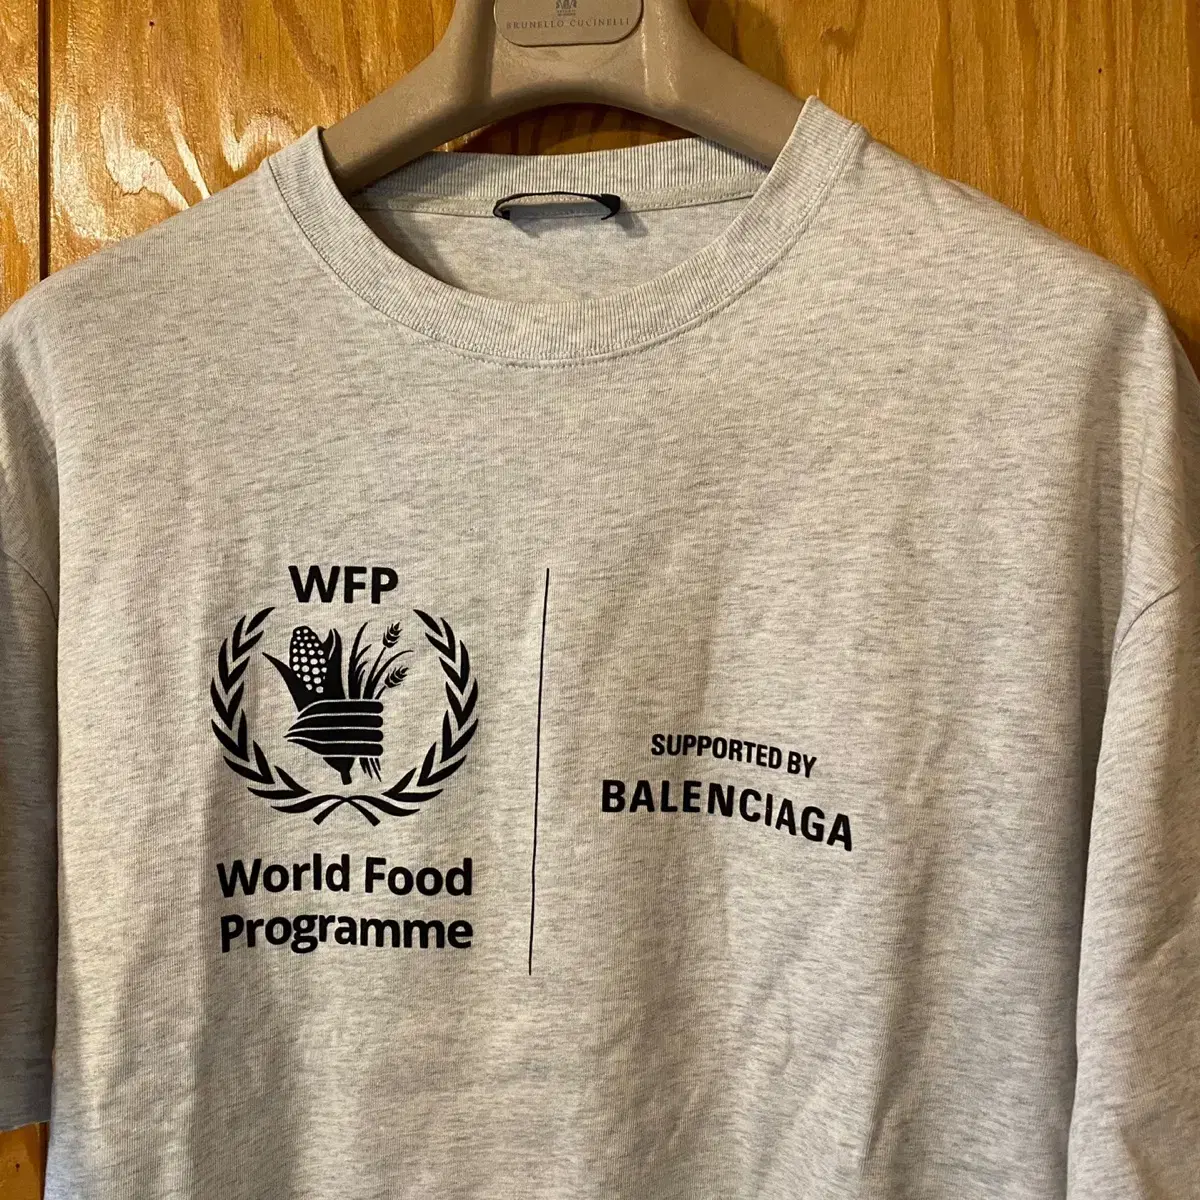 BRUNELLO CUCINELLI
WFP
World Food
Programme
SUPPORTED BY
BALENCIAGA